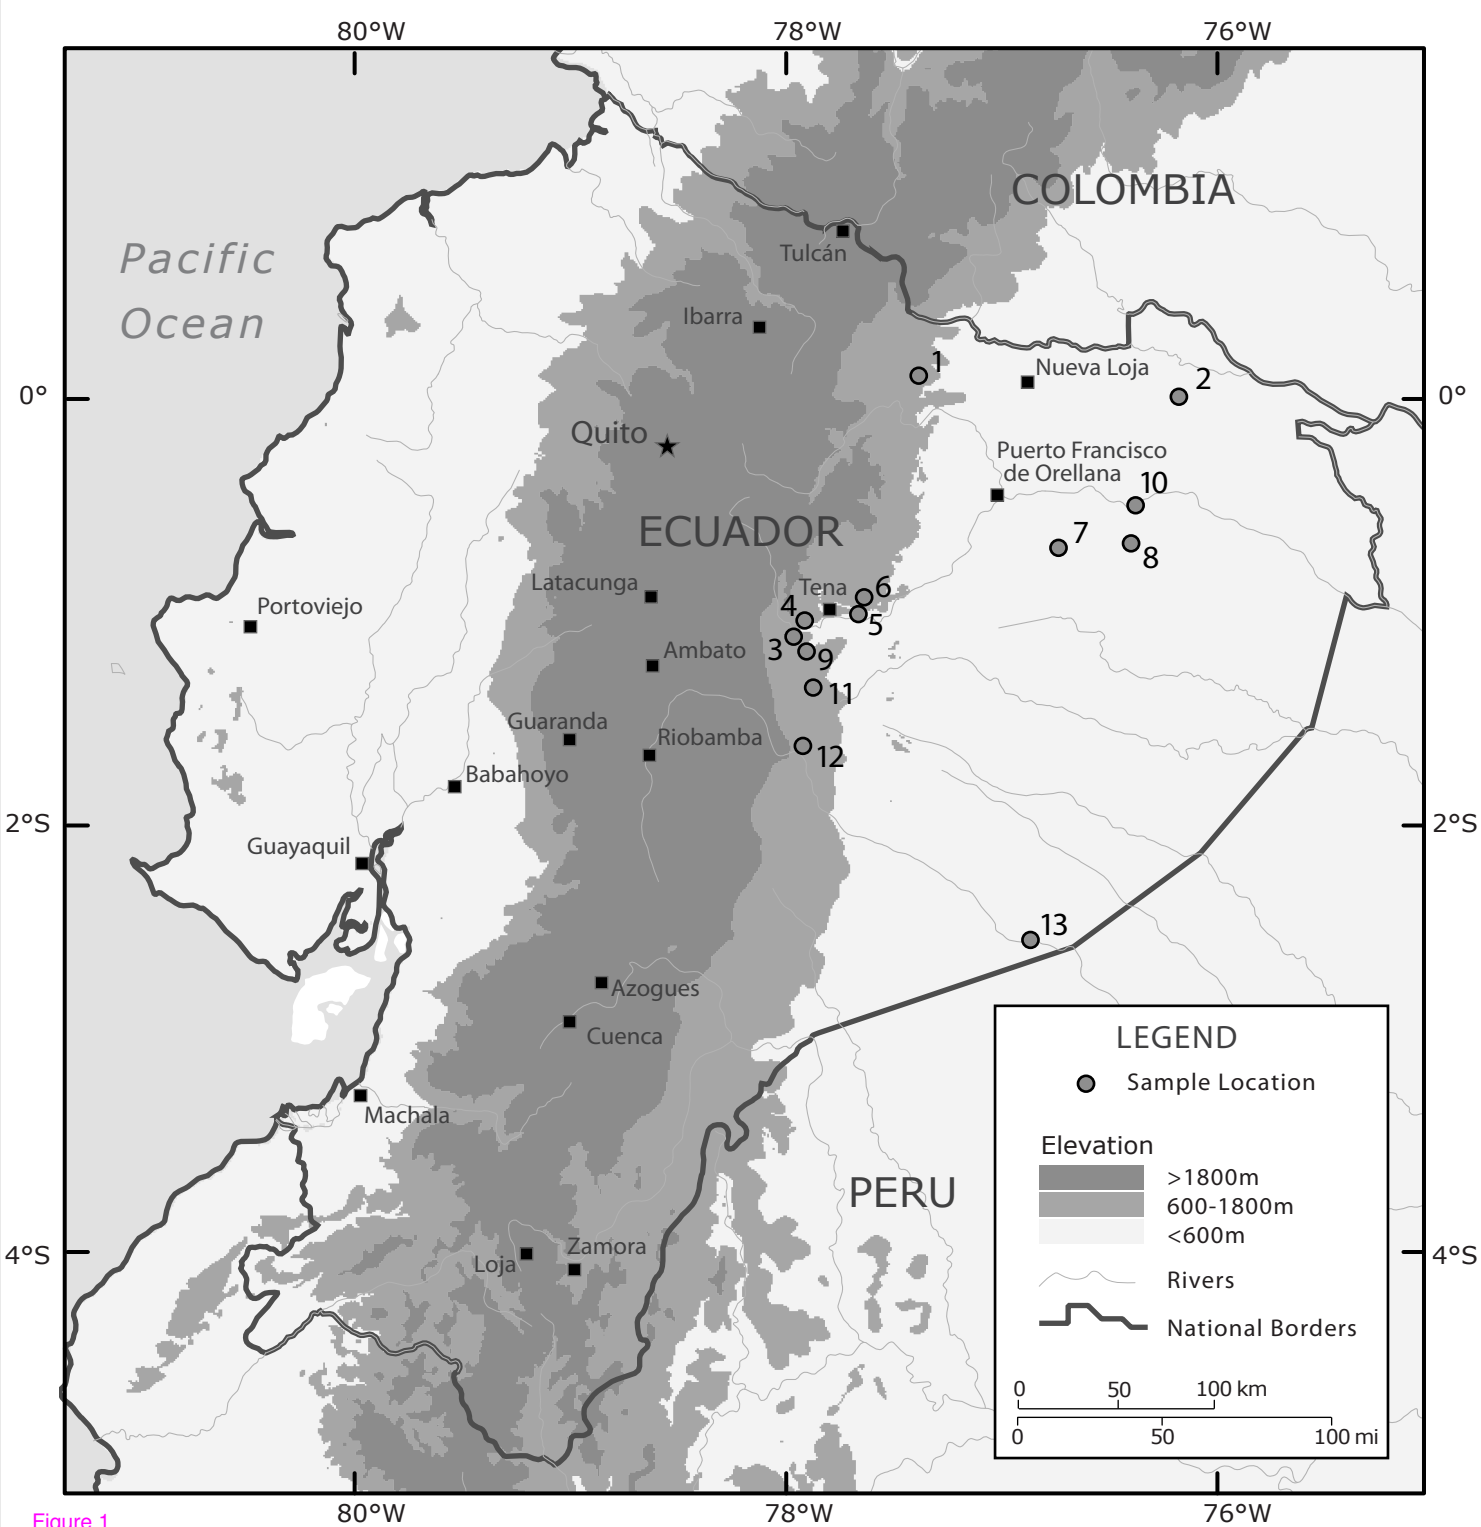 80°W 78°W 76°W
COLOMBIA
Pacific
Ocean
Tulcán
Ibarra
1
Nueva Loja
2
0° 0°
Quito
Puerto Francisco
de Orellana
10
ECUADOR
7
8
Latacunga
Tena
6
4
5
Portoviejo
3
Ambato
9
11
Guaranda
Riobamba
12
Babahoyo
2°S 2°S
Guayaquil
13
Azogues
Cuenca
LEGEND
Sample Location
Machala
Elevation
>1800m
PERU
600-1800m
<600m
Zamora
4°S 4°S
Loja
Rivers
National Borders
0 50 100 km
0 50 100 mi
80°W 78°W 76°W
Figure 1